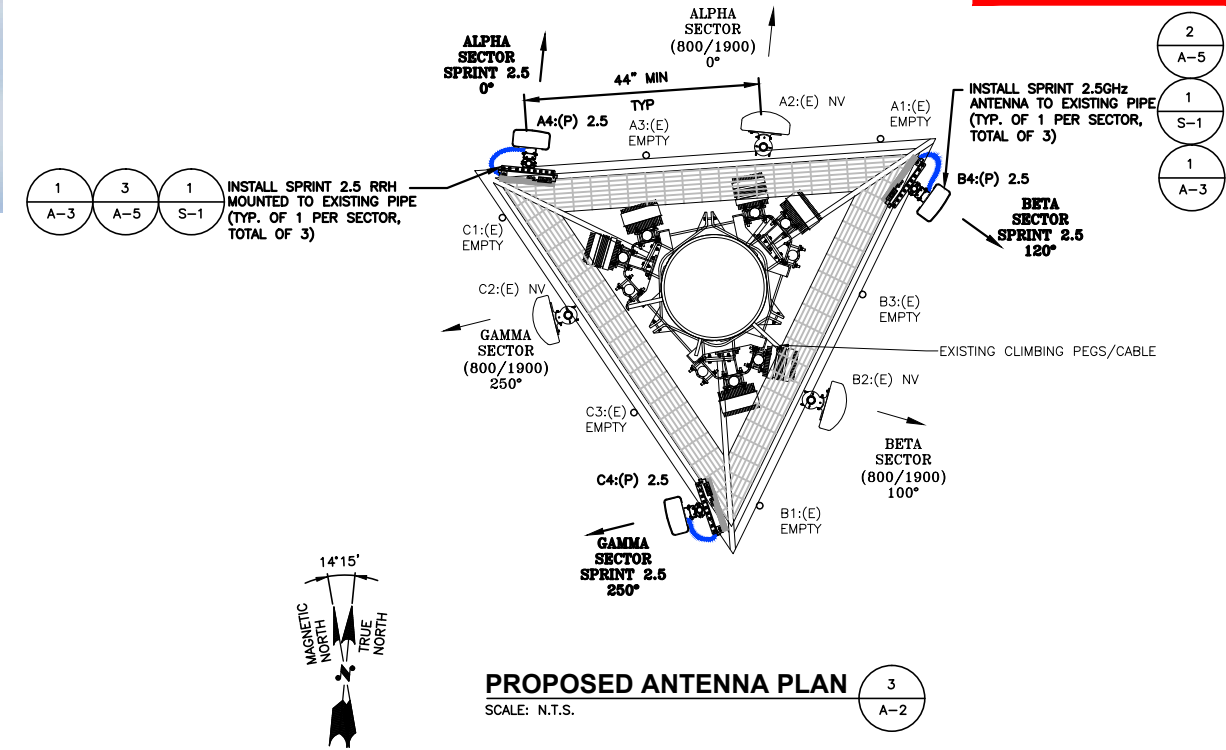 ALPHA
SECTOR
(800/1900)
0°
ALPHA
SECTOR
SPRINT 2.5
0°
44" MIN
TYP
A4:(P) 2.5
A3:(E)
EMPTY
A2:(E) NV
A1:(E)
EMPTY
2
A-5
1
S-1
1
A-3
INSTALL SPRINT 2.5GHz
ANTENNA TO EXISTING PIPE
(TYP. OF 1 PER SECTOR,
TOTAL OF 3)
1
A-3
3
A-5
1
S-1
INSTALL SPRINT 2.5 RRH
MOUNTED TO EXISTING PIPE
(TYP. OF 1 PER SECTOR,
TOTAL OF 3)
B4:(P) 2.5
BETA
SECTOR
SPRINT 2.5
120°
C1:(E)
EMPTY
C2:(E) NV
GAMMA
SECTOR
(800/1900)
250°
B3:(E)
EMPTY
EXISTING CLIMBING PEGS/CABLE
B2:(E) NV
BETA
SECTOR
(800/1900)
100°
C3:(E)
EMPTY
C4:(P) 2.5
B1:(E)
EMPTY
GAMMA
SECTOR
SPRINT 2.5
250°
14°15'
MAGNETIC
NORTH
TRUE
NORTH
N
PROPOSED ANTENNA PLAN
SCALE: N.T.S.
3
A-2